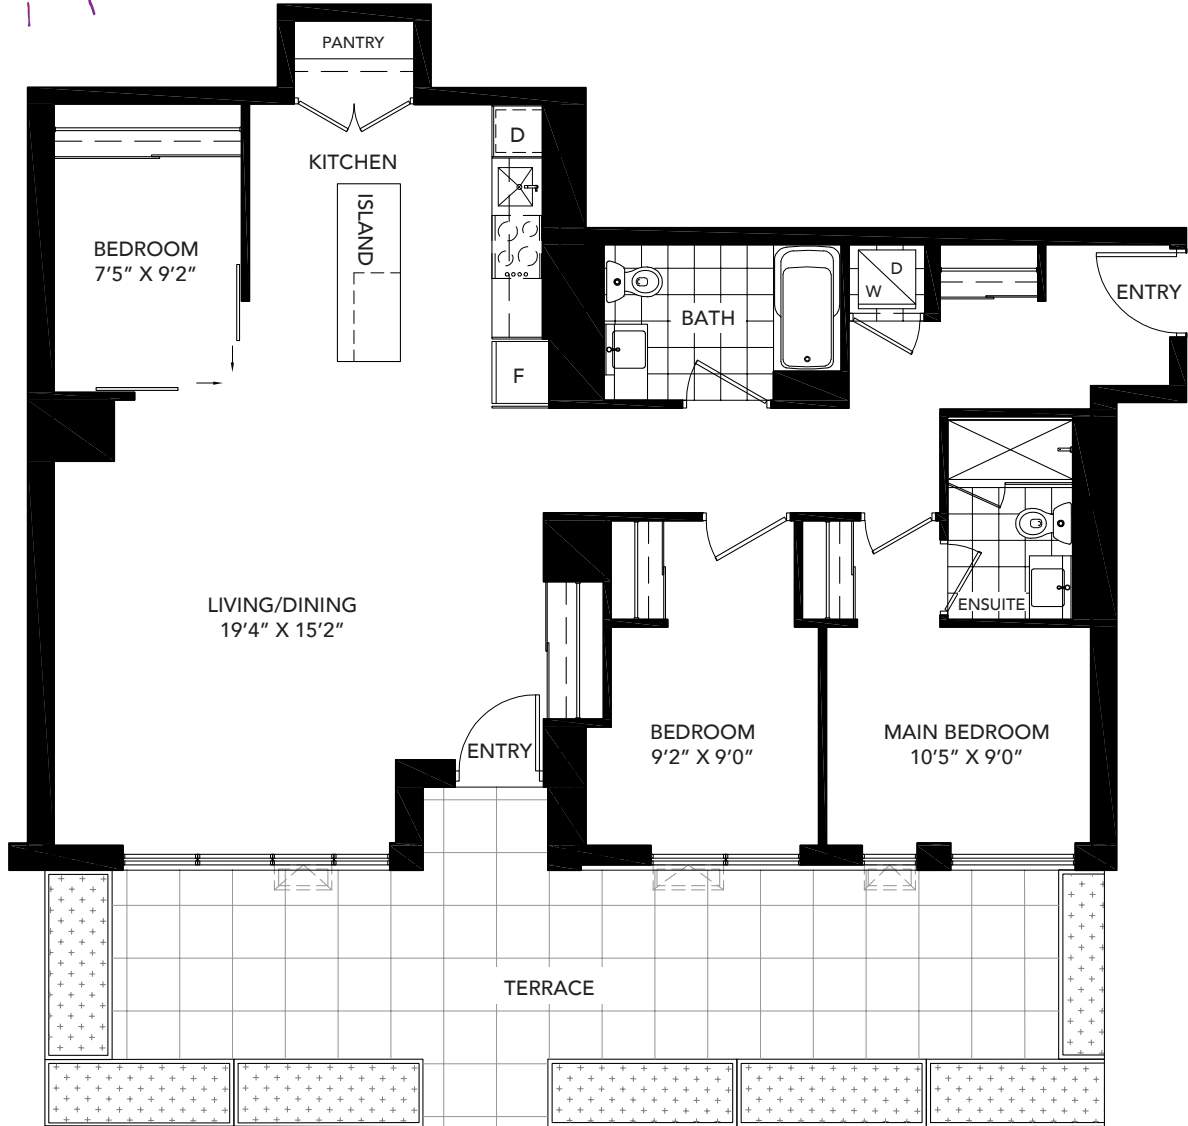 PANTRY
D
KITCHEN
ISLAND
BEDROOM
7'5" X 9'2"
D
W
ENTRY
BATH
F
LIVING/DINING
19'4" X 15'2"
ENSUITE
BEDROOM
9'2" X 9'0"
MAIN BEDROOM
10'5" X 9'0"
ENTRY
TERRACE